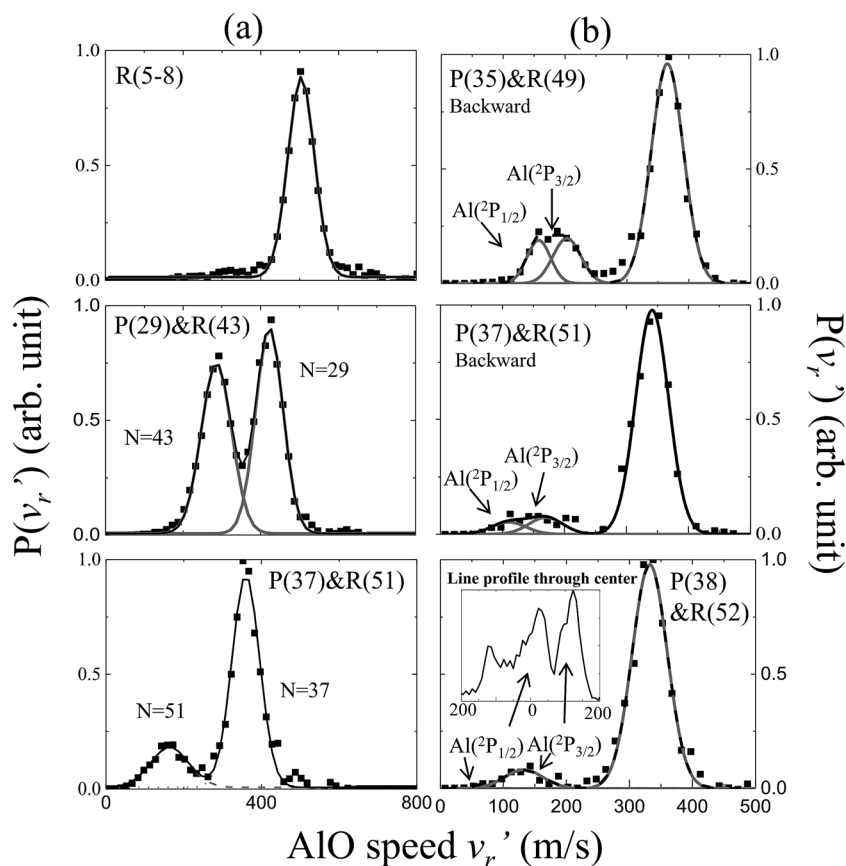 (a)
(b)
R(5-8)
1.0
0.5
0.0
P(35)&R(49)
Backward
Al(²P₃/₂)
Al(²P₁/₂)
1.0
0.5
0.0
P(29)&R(43)
N=29
N=43
1.0
0.5
0.0
P(37)&R(51)
Backward
Al(²P₃/₂)
Al(²P₁/₂)
1.0
0.5
0.0
P(37)&R(51)
N=51
N=37
1.0
0.5
0.0
0 400 800
Line profile through center
P(38)
&R(52)
200 0 200
Al(²P₁/₂) Al(²P₃/₂)
1.0
0.5
0.0
0 100 200 300 400 500
P(vᵣ') (arb. unit)
P(vᵣ') (arb. unit)
AlO speed vᵣ' (m/s)